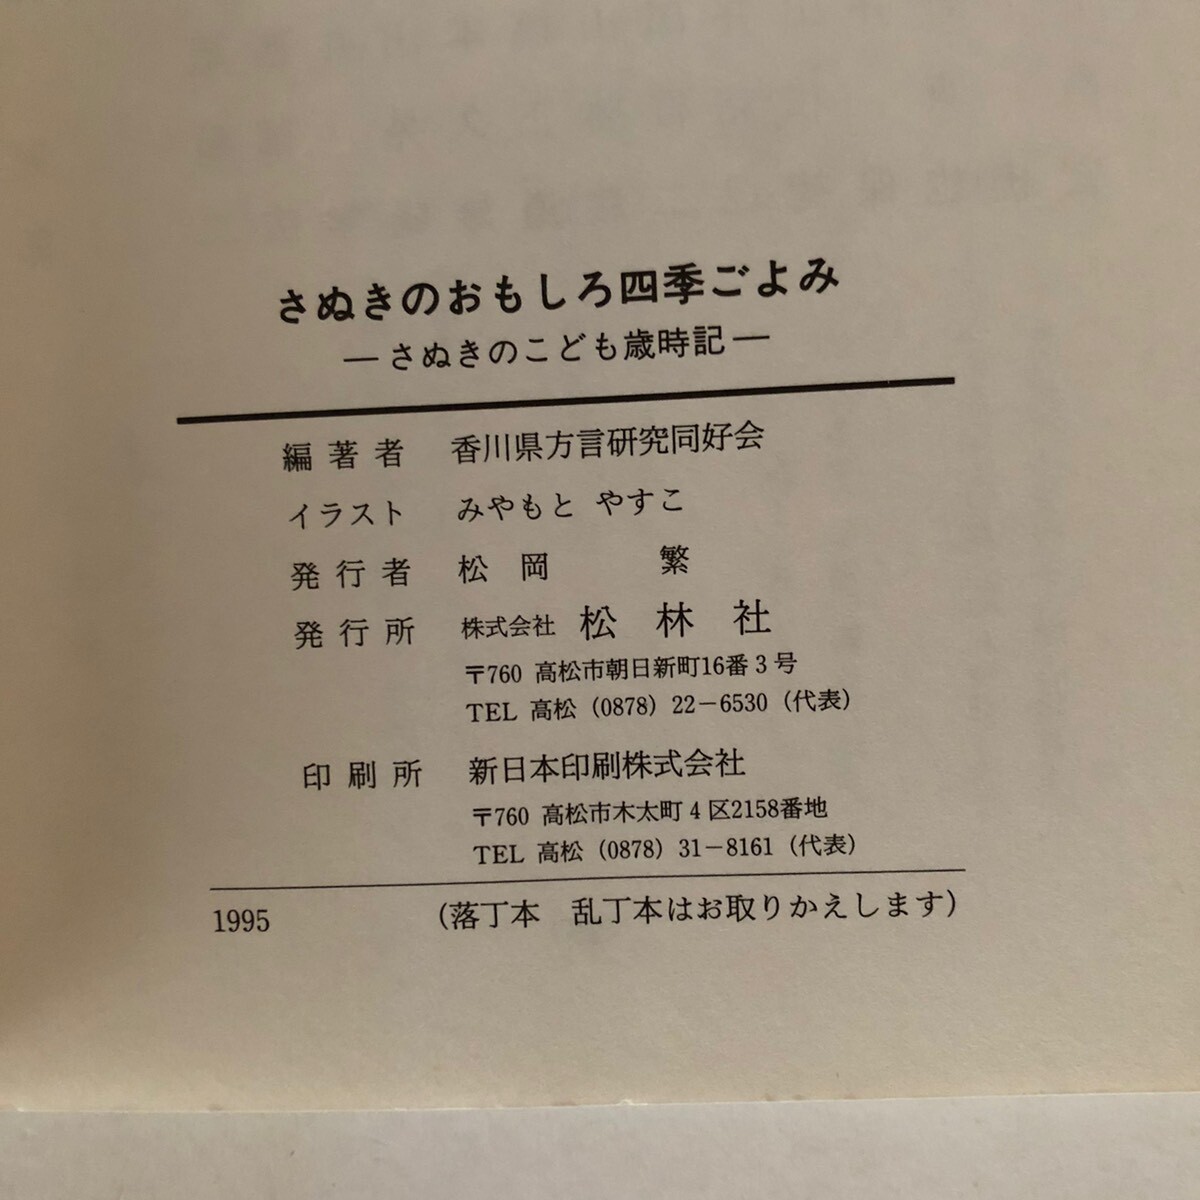 さぬきのおもしろ四季ごよみ
―さぬきのこども歳時記―
編著者 香川県方言研究同好会
イラスト みやもと やすこ
発行者 松岡 繁
発行所 株式会社 松林社
〒760 高松市朝日新町16番3号
TEL 高松（0878）22－6530（代表）
印刷所 新日本印刷株式会社
〒760 高松市木太町4区2158番地
TEL 高松（0878）31－8161（代表）
1995 （落丁本 乱丁本はお取りかえします）